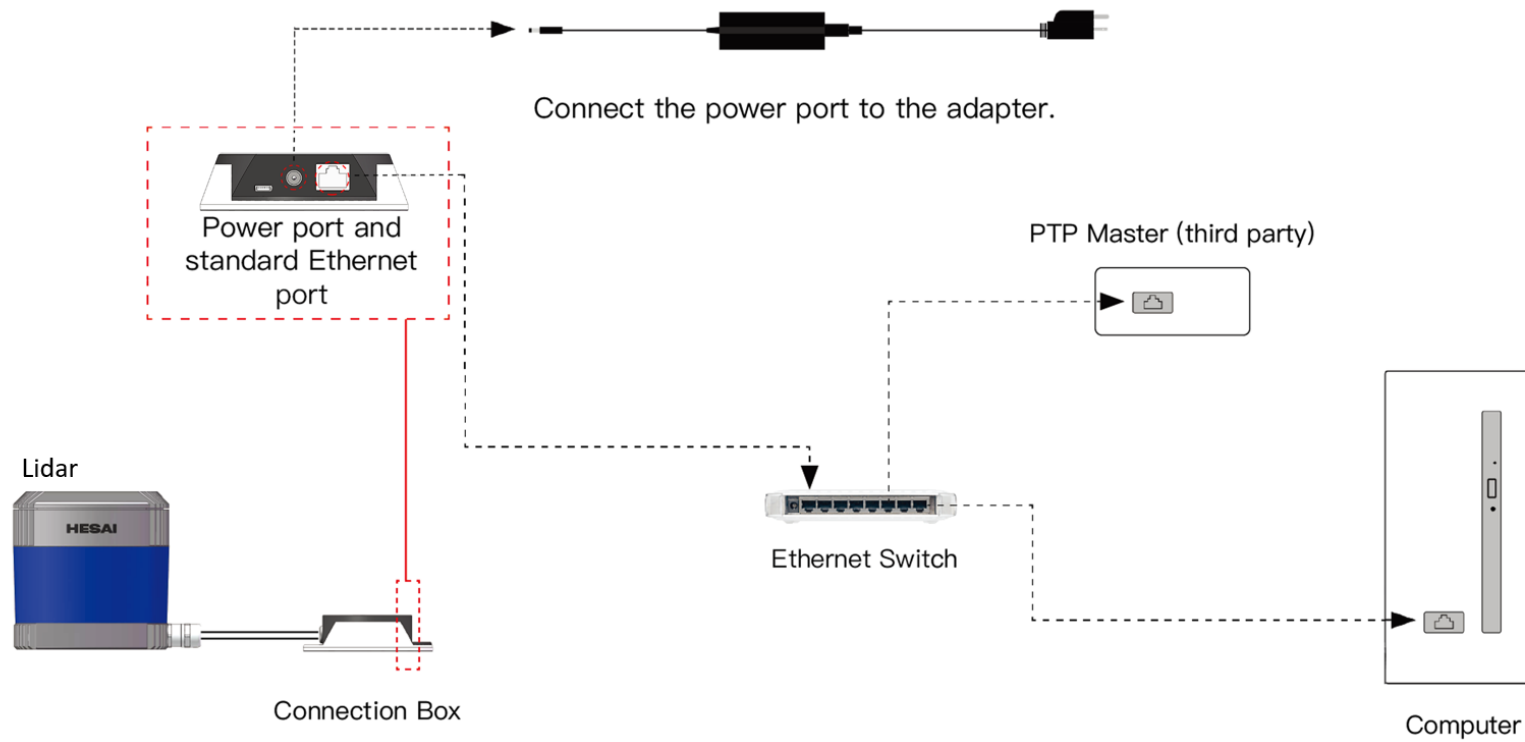 Connect the power port to the adapter.
Power port and
standard Ethernet
port
PTP Master (third party)
Lidar
HESAI
Ethernet Switch
Connection Box
Computer